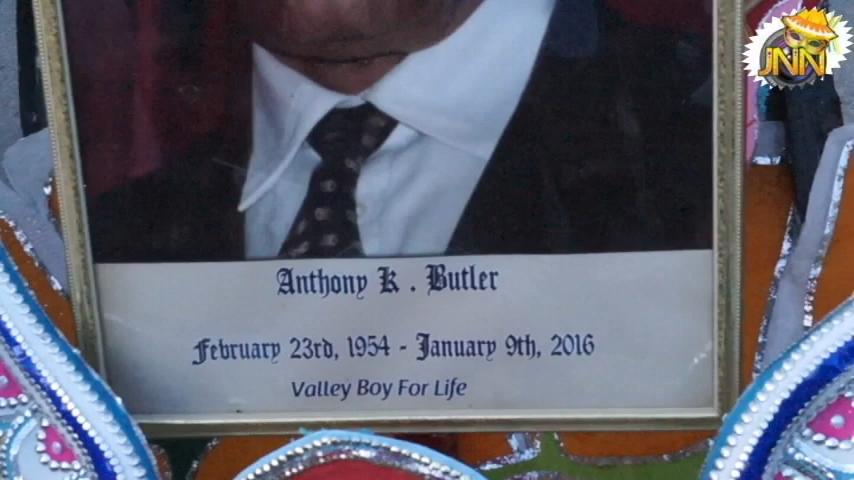 JNN
Anthony K . Butler
February 23rd, 1954 - January 9th, 2016
Valley Boy For Life